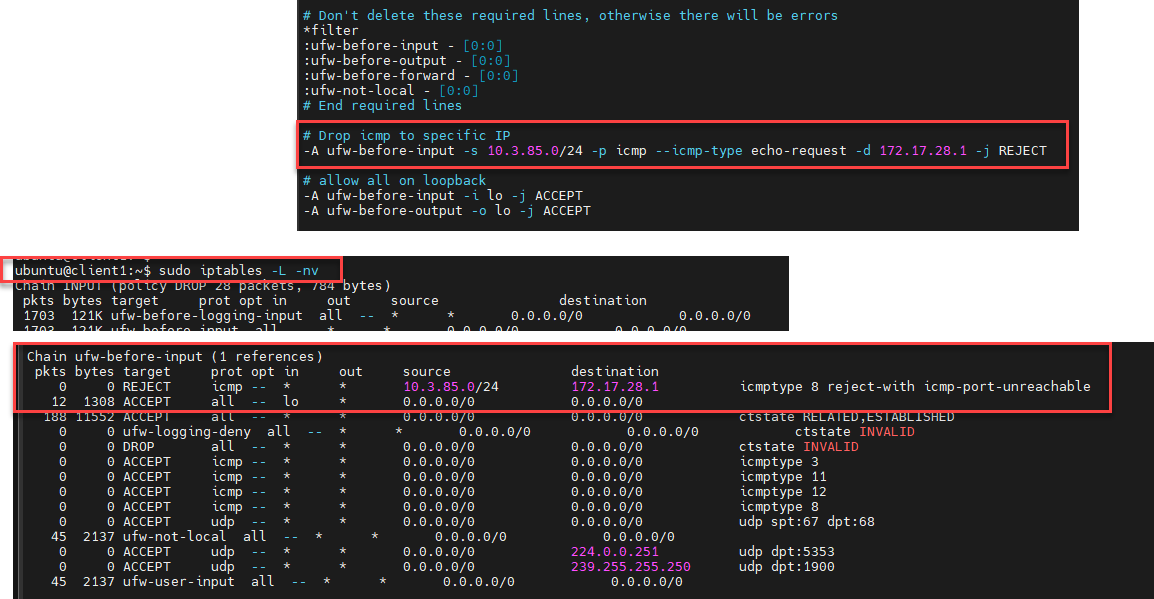 # Don't delete these required lines, otherwise there will be errors
*filter
:ufw-before-input - [0:0]
:ufw-before-output - [0:0]
:ufw-before-forward - [0:0]
:ufw-not-local - [0:0]
# End required lines
# Drop icmp to specific IP
-A ufw-before-input -s 10.3.85.0/24 -p icmp --icmp-type echo-request -d 172.17.28.1 -j REJECT
# allow all on loopback
-A ufw-before-input -i lo -j ACCEPT
-A ufw-before-output -o lo -j ACCEPT
ubuntu@client1:~$ sudo iptables -L -nv
Chain INPUT (policy DROP 28 packets, 784 bytes)
pkts bytes target prot opt in out source destination
1703 121K ufw-before-logging-input all -- * * 0.0.0.0/0 0.0.0.0/0
1703 121K ufw-before-input all -- * * 0.0.0.0/0 0.0.0.0/0
Chain ufw-before-input (1 references)
pkts bytes target prot opt in out source destination
0 0 REJECT icmp -- * * 10.3.85.0/24 172.17.28.1 icmptype 8 reject-with icmp-port-unreachable
12 1308 ACCEPT all -- lo * 0.0.0.0/0 0.0.0.0/0
188 11552 ACCEPT all -- * * 0.0.0.0/0 0.0.0.0/0 ctstate RELATED,ESTABLISHED
0 0 ufw-logging-deny all -- * * 0.0.0.0/0 0.0.0.0/0 ctstate INVALID
0 0 DROP all -- * * 0.0.0.0/0 0.0.0.0/0 ctstate INVALID
0 0 ACCEPT icmp -- * * 0.0.0.0/0 0.0.0.0/0 icmptype 3
0 0 ACCEPT icmp -- * * 0.0.0.0/0 0.0.0.0/0 icmptype 11
0 0 ACCEPT icmp -- * * 0.0.0.0/0 0.0.0.0/0 icmptype 12
0 0 ACCEPT icmp -- * * 0.0.0.0/0 0.0.0.0/0 icmptype 8
0 0 ACCEPT udp -- * * 0.0.0.0/0 0.0.0.0/0 udp spt:67 dpt:68
45 2137 ufw-not-local all -- * * 0.0.0.0/0 0.0.0.0/0
0 0 ACCEPT udp -- * * 0.0.0.0/0 224.0.0.251 udp dpt:5353
0 0 ACCEPT udp -- * * 0.0.0.0/0 239.255.255.250 udp dpt:1900
45 2137 ufw-user-input all -- * * 0.0.0.0/0 0.0.0.0/0